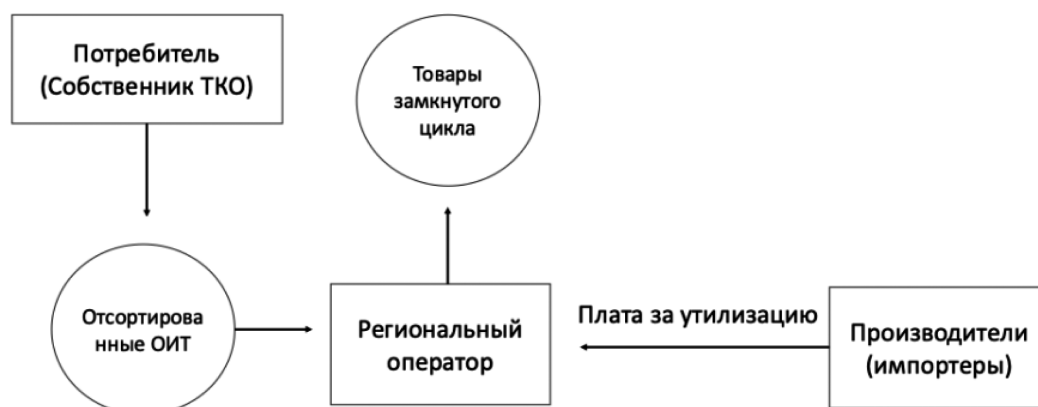 Потребитель
(Собственник ТКО)
Товары
замкнутого
цикла
Отсортирова
нные ОИТ
Региональный
оператор
Плата за утилизацию
Производители
(импортеры)